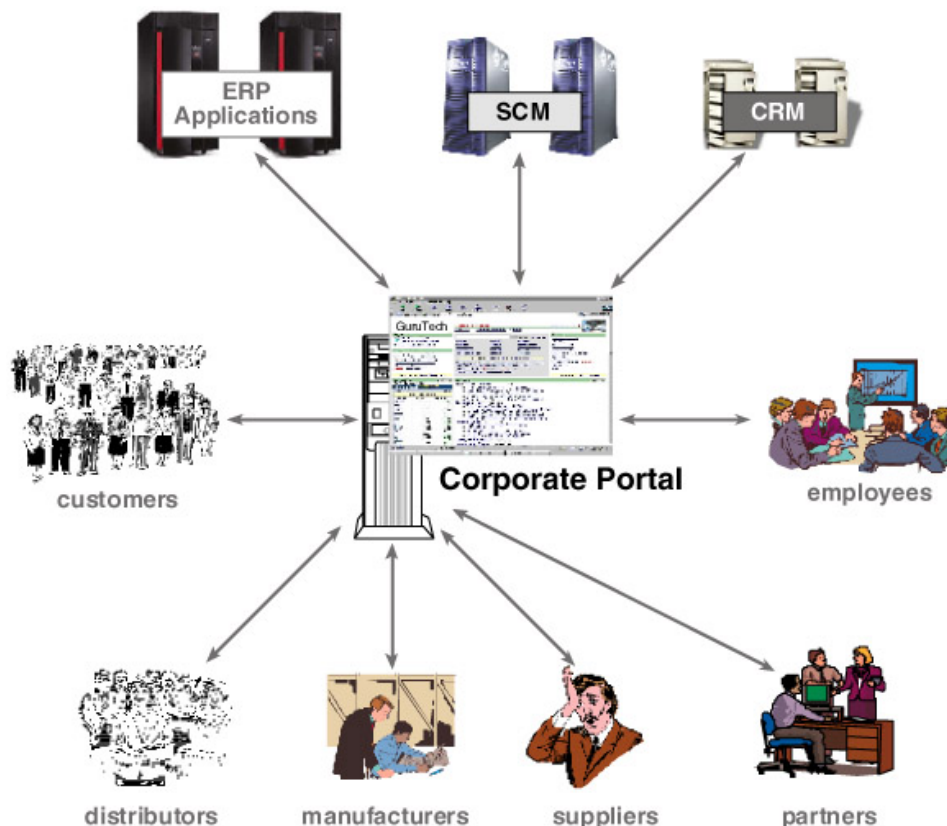 ERP
Applications
SCM
CRM
GuruTech
Corporate Portal
customers
employees
distributors
manufacturers
suppliers
partners